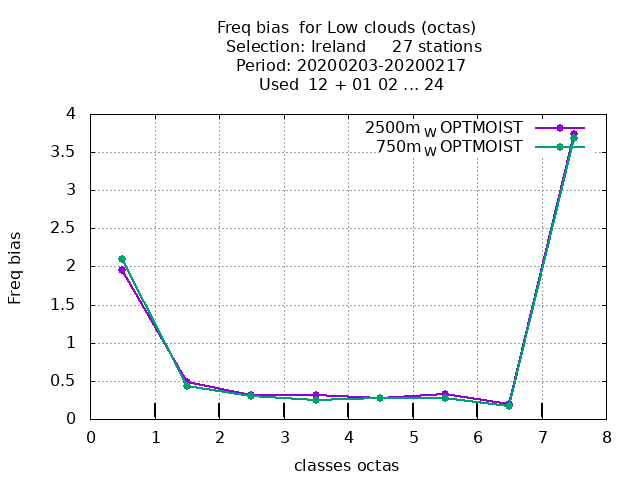 Freq bias  for Low clouds (octas)
Selection: Ireland     27 stations
Period: 20200203-20200217
Used  12 + 01 02 ... 24
2500m W OPTMOIST
750m W OPTMOIST
4
3.5
3
2.5
2
1.5
1
0.5
0
Freq bias
0 1 2 3 4 5 6 7 8
classes octas